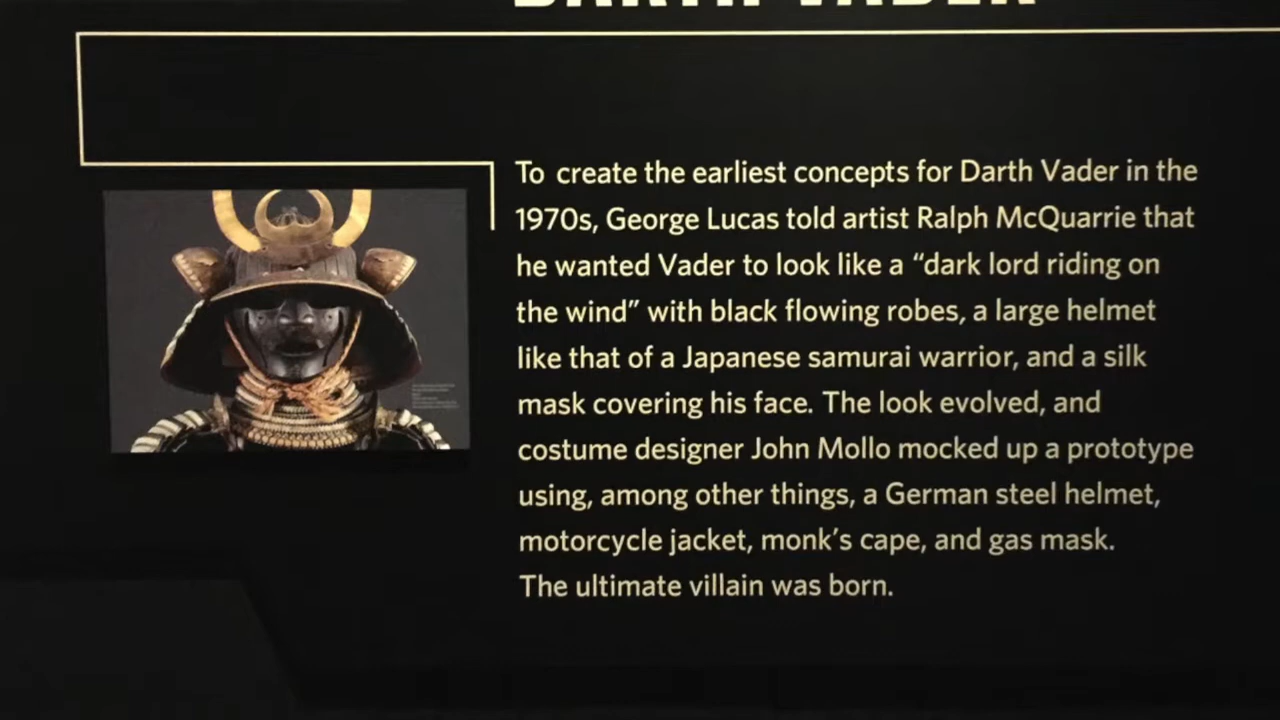 DARTH VADER
To create the earliest concepts for Darth Vader in the
1970s, George Lucas told artist Ralph McQuarrie that
he wanted Vader to look like a “dark lord riding on
the wind” with black flowing robes, a large helmet
like that of a Japanese samurai warrior, and a silk
mask covering his face. The look evolved, and
costume designer John Mollo mocked up a prototype
using, among other things, a German steel helmet,
motorcycle jacket, monk’s cape, and gas mask.
The ultimate villain was born.